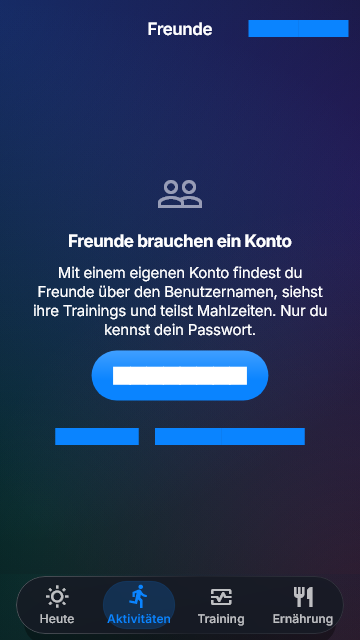 Freunde
Freunde brauchen ein Konto
Mit einem eigenen Konto findest du
Freunde über den Benutzernamen, siehst
ihre Trainings und teilst Mahlzeiten. Nur du
kennst dein Passwort.
Heute
Aktivitäten
Training
Ernährung